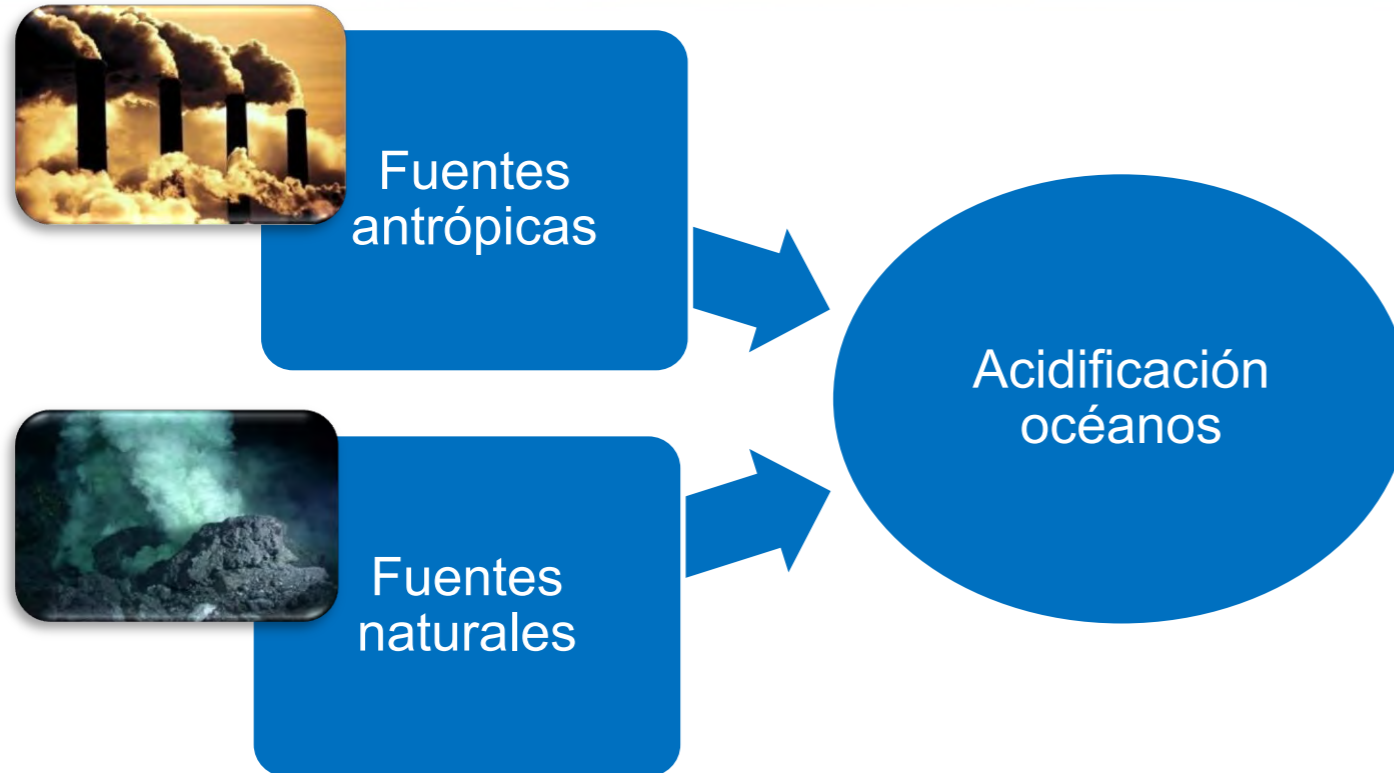 Fuentes
antrópicas
Acidificación
océanos
Fuentes
naturales